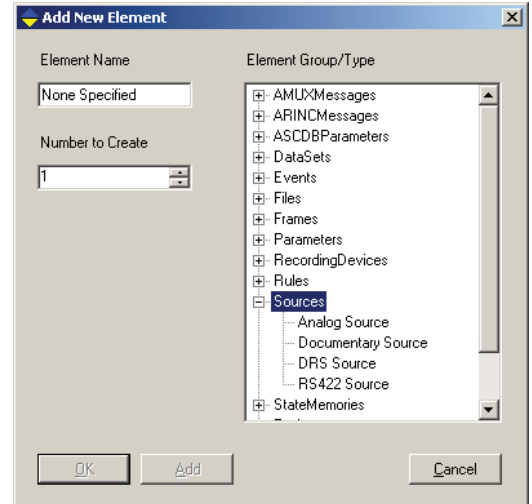 Add New Element
Element Name
None Specified
Number to Create
1
Element Group/Type
AMUXMessages
ARINCMessages
ASCDBParameters
DataSets
Events
Files
Frames
Parameters
RecordingDevices
Rules
Sources
Analog Source
Documentary Source
DRS Source
RS422 Source
StateMemories
OK
Add
Cancel